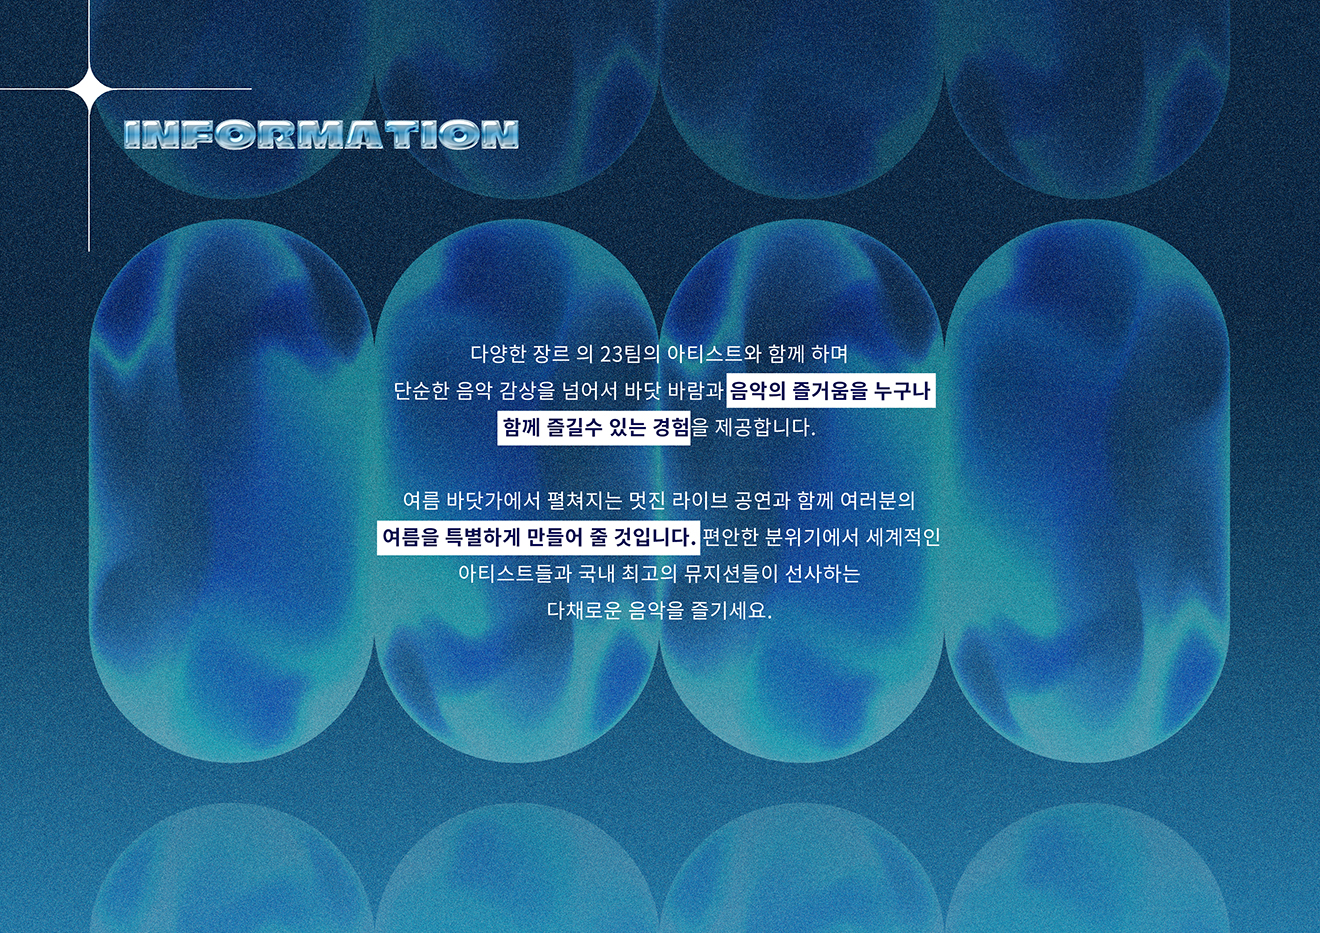 INFORMATION
다양한 장르 의 23팀의 아티스트와 함께 하며
단순한 음악 감상을 넘어서 바닷 바람과 음악의 즐거움을 누구나
함께 즐길수 있는 경험을 제공합니다.
여름 바닷가에서 펼쳐지는 멋진 라이브 공연과 함께 여러분의
여름을 특별하게 만들어 줄 것입니다. 편안한 분위기에서 세계적인
아티스트들과 국내 최고의 뮤지션들이 선사하는
다채로운 음악을 즐기세요.